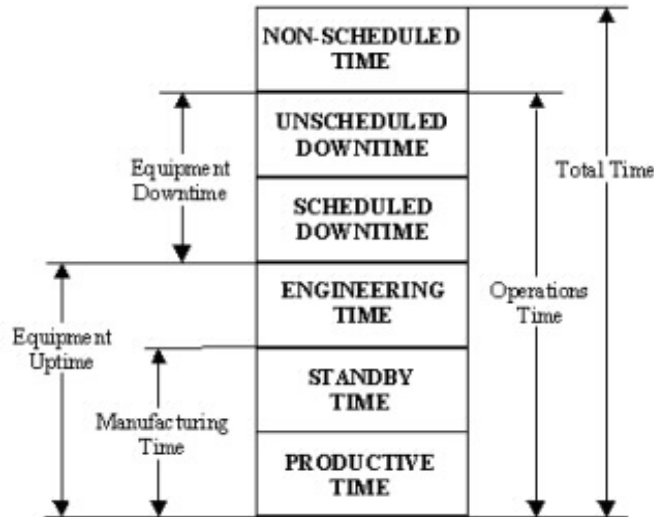 NON-SCHEDULED
TIME
UNSCHEDULED
DOWNTIME
Equipment
Downtime
Total Time
SCHEDULED
DOWNTIME
ENGINEERING
TIME
Operations
Time
Equipment
Uptime
STANDBY
TIME
Manufacturing
Time
PRODUCTIVE
TIME